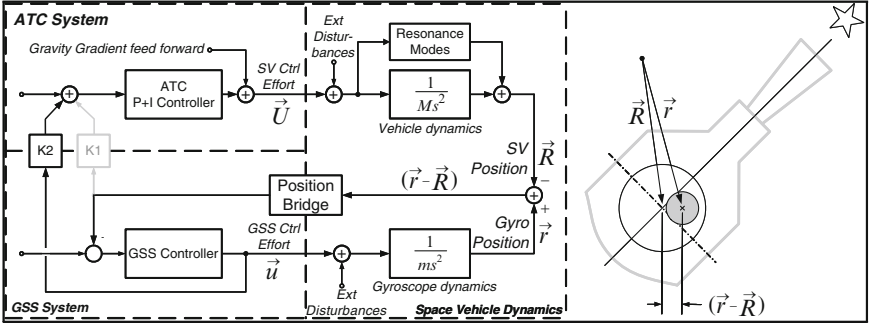 ATC System
Gravity Gradient feed forward
SV Ctrl
Effort
Ext
Distur-
bances
Resonance
Modes
ATC
P+I Controller
U
1
Ms²
Vehicle dynamics
K2
K1
SV
Position
R
Position
Bridge
(r - R)
−
+
-
GSS Controller
GSS Ctrl
Effort
u
1
ms²
Gyroscope dynamics
Gyro
Position
r
Ext
Disturbances
GSS System
Space Vehicle Dynamics
R
r
(r - R)